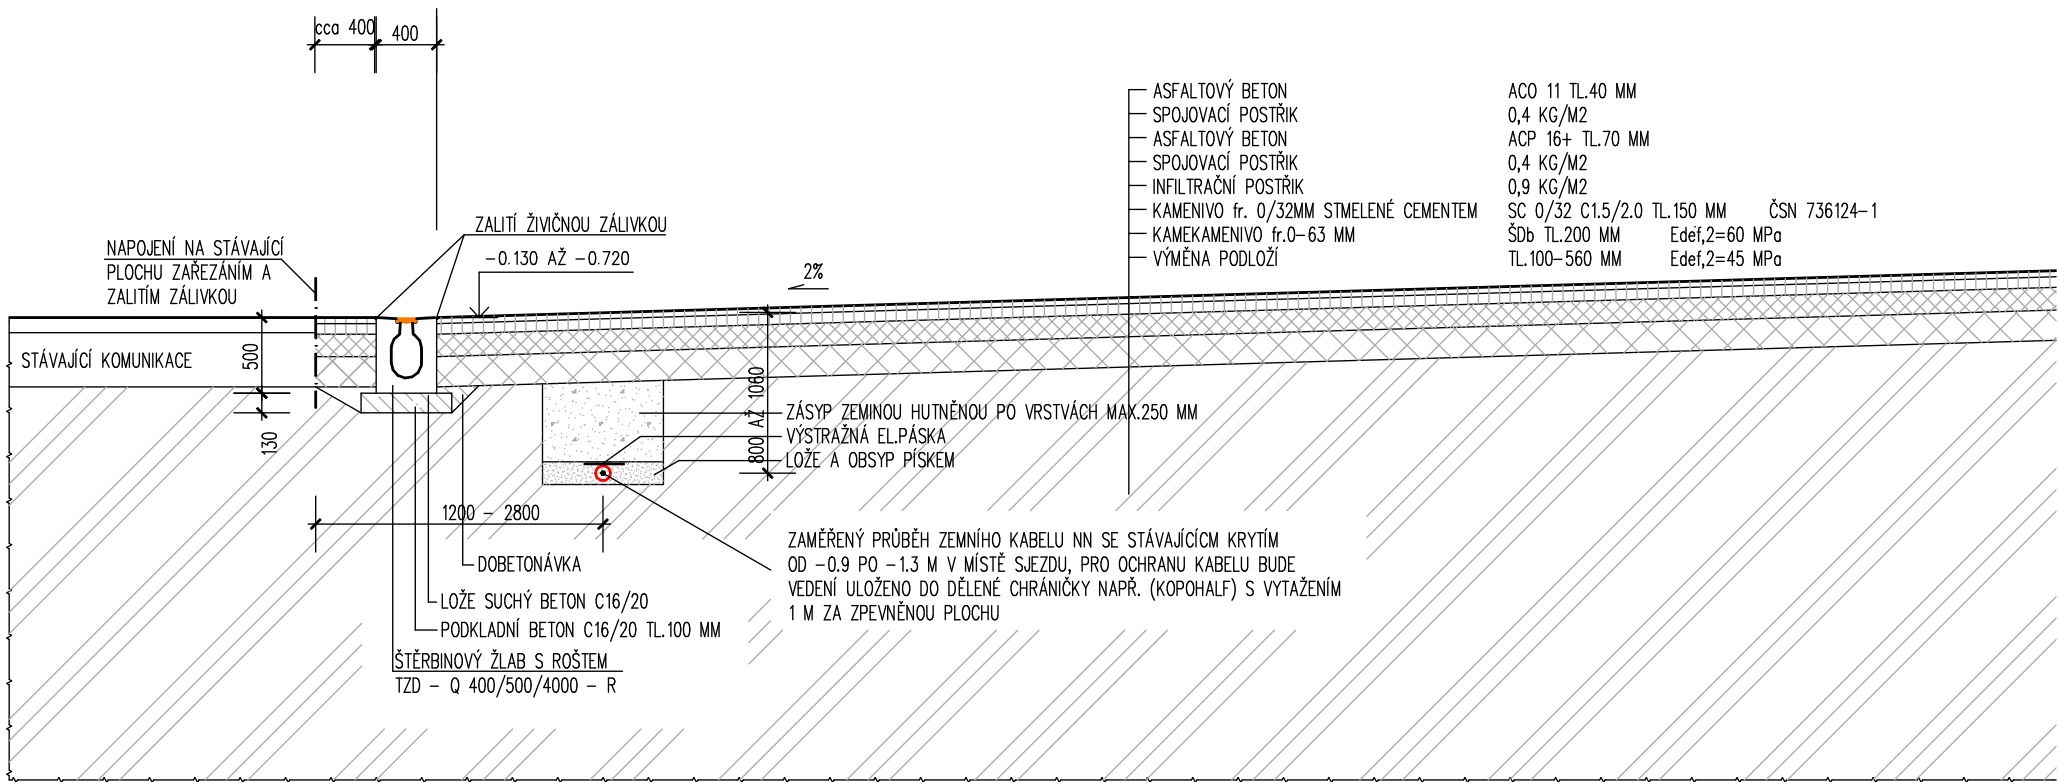 cca 400
400
ASFALTOVÝ BETON ACO 11 TL.40 MM
SPOJOVACÍ POSTŘIK 0,4 KG/M2
ASFALTOVÝ BETON ACP 16+ TL.70 MM
SPOJOVACÍ POSTŘIK 0,4 KG/M2
INFILTRAČNÍ POSTŘIK 0,9 KG/M2
KAMENIVO fr. 0/32MM STMELENÉ CEMENTEM SC 0/32 C1.5/2.0 TL.150 MM ČSN 736124-1
KAMEKAMENIVO fr.0-63 MM ŠDb TL.200 MM Edef,2=60 MPa
VÝMĚNA PODLOŽÍ TL.100-560 MM Edef,2=45 MPa
ZALITÍ ŽIVIČNOU ZÁLIVKOU
-0.130 AŽ -0.720
NAPOJENÍ NA STÁVAJÍCÍ
PLOCHU ZAŘEZÁNÍM A
ZALITÍM ZÁLIVKOU
2%
STÁVAJÍCÍ KOMUNIKACE
500
130
800 AŽ 1060
ZÁSYP ZEMINOU HUTNĚNOU PO VRSTVÁCH MAX.250 MM
VÝSTRAŽNÁ EL.PÁSKA
LOŽE A OBSYP PÍSKEM
1200 - 2800
ZAMĚŘENÝ PRŮBĚH ZEMNÍHO KABELU NN SE STÁVAJÍCÍCM KRYTÍM
OD -0.9 PO -1.3 M V MÍSTĚ SJEZDU, PRO OCHRANU KABELU BUDE
VEDENÍ ULOŽENO DO DĚLENÉ CHRÁNIČKY NAPŘ. (KOPOHALF) S VYTAŽENÍM
1 M ZA ZPEVNĚNOU PLOCHU
DOBETONÁVKA
LOŽE SUCHÝ BETON C16/20
PODKLADNÍ BETON C16/20 TL.100 MM
ŠTĚRBINOVÝ ŽLAB S ROŠTEM
TZD - Q 400/500/4000 - R